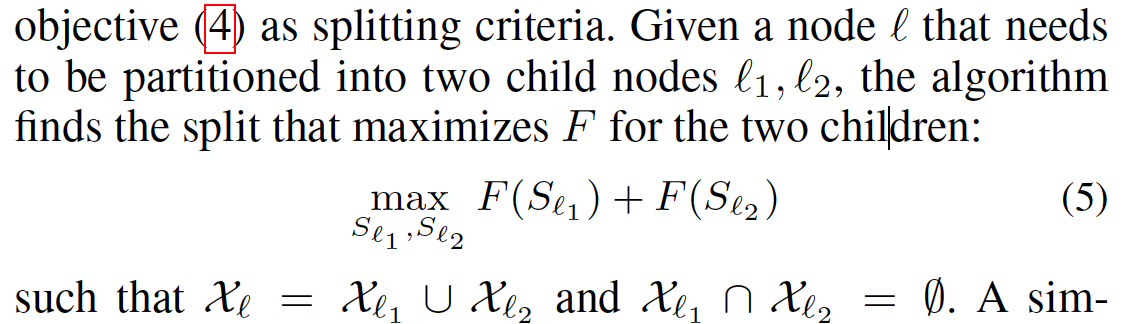 objective (4) as splitting criteria. Given a node ℓ that needs
to be partitioned into two child nodes ℓ₁, ℓ₂, the algorithm
finds the split that maximizes F for the two children:
max F(S_{ℓ₁}) + F(S_{ℓ₂}) (5)
S_{ℓ₁}, S_{ℓ₂}
such that 𝒳_ℓ = 𝒳_{ℓ₁} ∪ 𝒳_{ℓ₂} and 𝒳_{ℓ₁} ∩ 𝒳_{ℓ₂} = ∅. A sim-